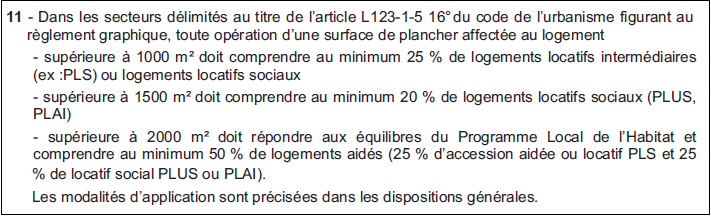 11 - Dans les secteurs délimités au titre de l'article L123-1-5 16° du code de l'urbanisme figurant au
règlement graphique, toute opération d'une surface de plancher affectée au logement
- supérieure à 1000 m² doit comprendre au minimum 25 % de logements locatifs intermédiaires
(ex :PLS) ou logements locatifs sociaux
- supérieure à 1500 m² doit comprendre au minimum 20 % de logements locatifs sociaux (PLUS,
PLAI)
- supérieure à 2000 m² doit répondre aux équilibres du Programme Local de l'Habitat et
comprendre au minimum 50 % de logements aidés (25 % d'accession aidée ou locatif PLS et 25
% de locatif social PLUS ou PLAI).
Les modalités d'application sont précisées dans les dispositions générales.